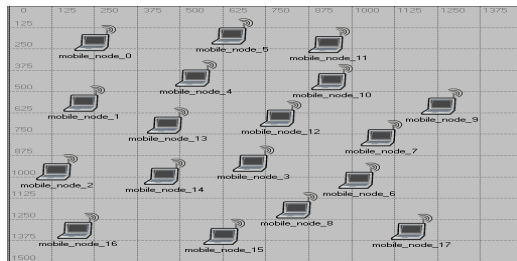 0 125 250 450 500 625 750 875 1000 1125 1250 1375
125
250
mobile_node_0
mobile_node_5
mobile_node_11
375
500
mobile_node_4
mobile_node_10
625
mobile_node_1
mobile_node_9
750
mobile_node_13
mobile_node_12
mobile_node_7
875
1000
mobile_node_2
mobile_node_14
mobile_node_3
mobile_node_6
1125
1250
mobile_node_8
1375
mobile_node_16
mobile_node_15
mobile_node_17
1500